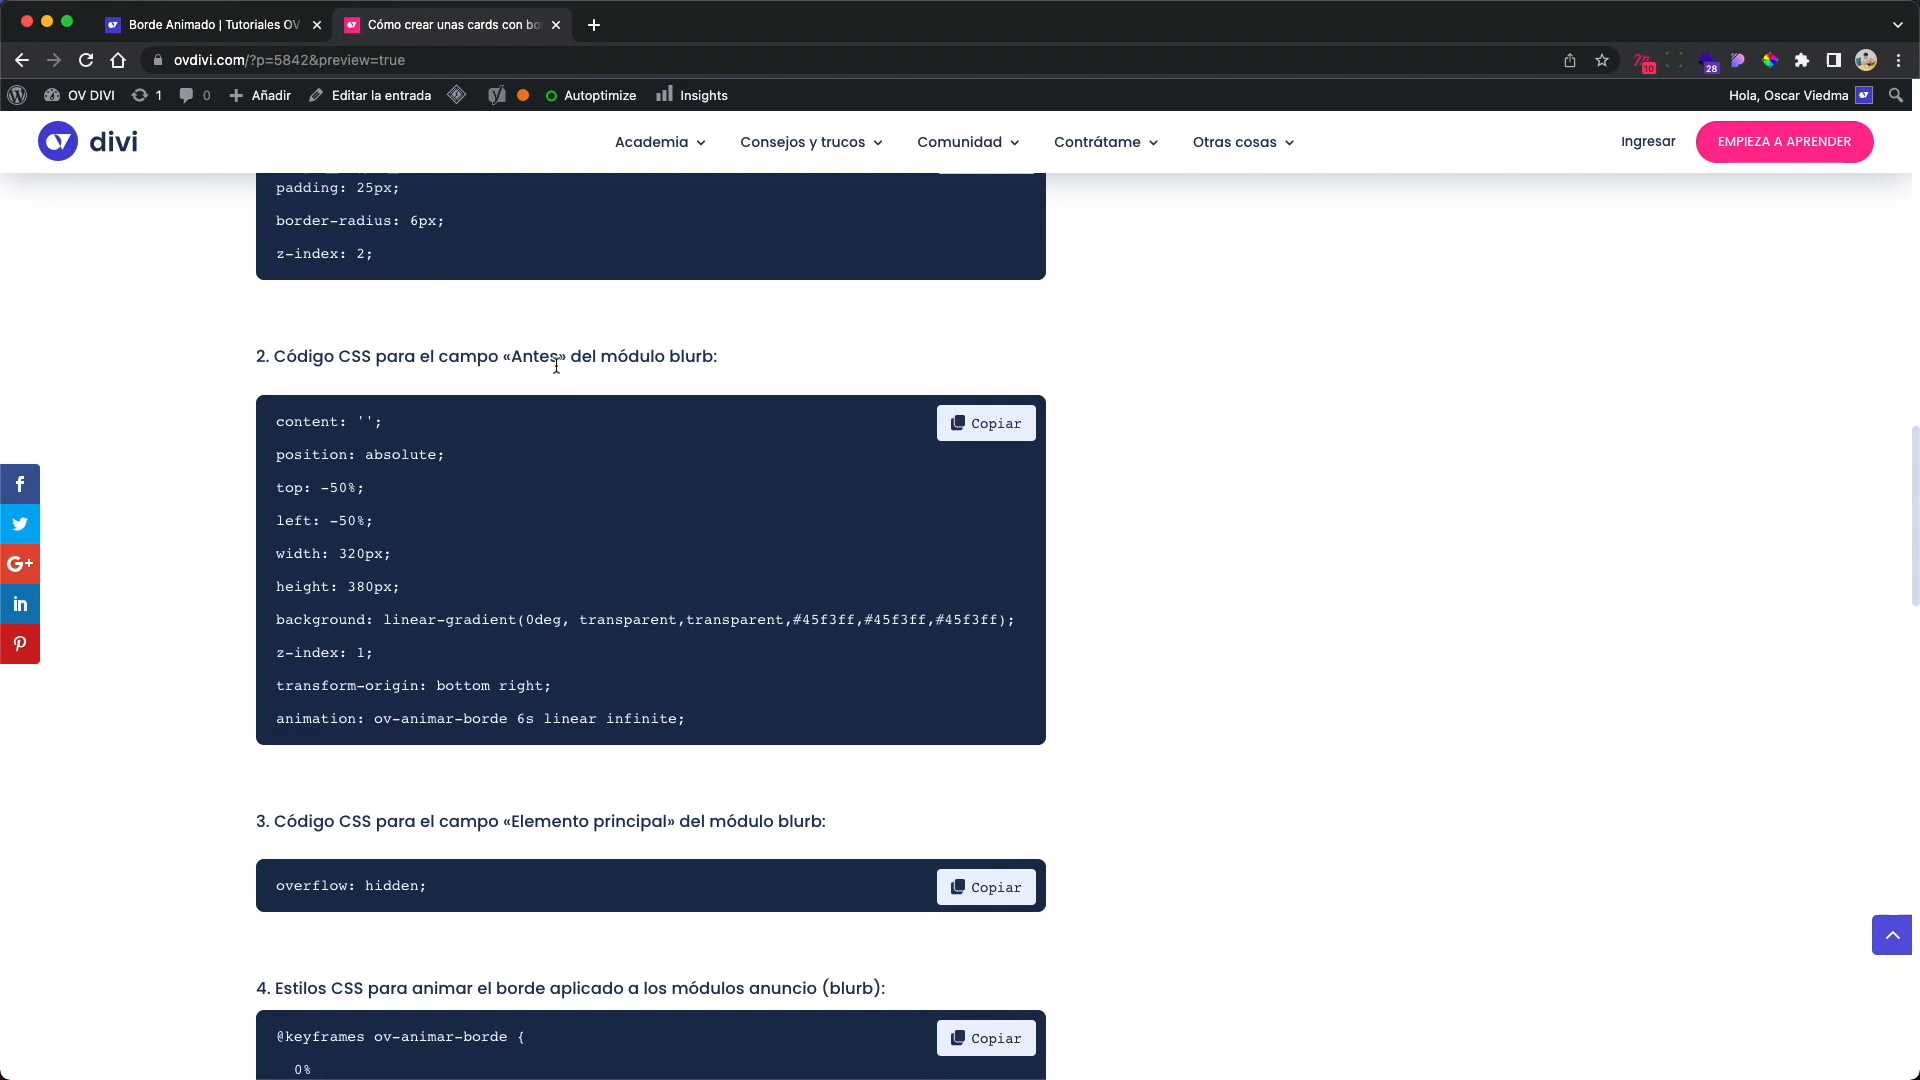 Borde Animado | Tutoriales OV
Cómo crear unas cards con bo
ovdivi.com/?p=5842&preview=true
10
28
OV DIVI
1
0
Añadir
Editar la entrada
Autoptimize
Insights
Hola, Oscar Viedma
divi
Academia
Consejos y trucos
Comunidad
Contrátame
Otras cosas
Ingresar
EMPIEZA A APRENDER
padding: 25px;
border-radius: 6px;
z-index: 2;
2. Código CSS para el campo «Antes» del módulo blurb:
content: '';
Copiar
position: absolute;
top: -50%;
left: -50%;
width: 320px;
height: 380px;
background: linear-gradient(0deg, transparent,transparent,#45f3ff,#45f3ff,#45f3ff);
z-index: 1;
transform-origin: bottom right;
animation: ov-animar-borde 6s linear infinite;
3. Código CSS para el campo «Elemento principal» del módulo blurb:
overflow: hidden;
Copiar
4. Estilos CSS para animar el borde aplicado a los módulos anuncio (blurb):
@keyframes ov-animar-borde {
Copiar
0%